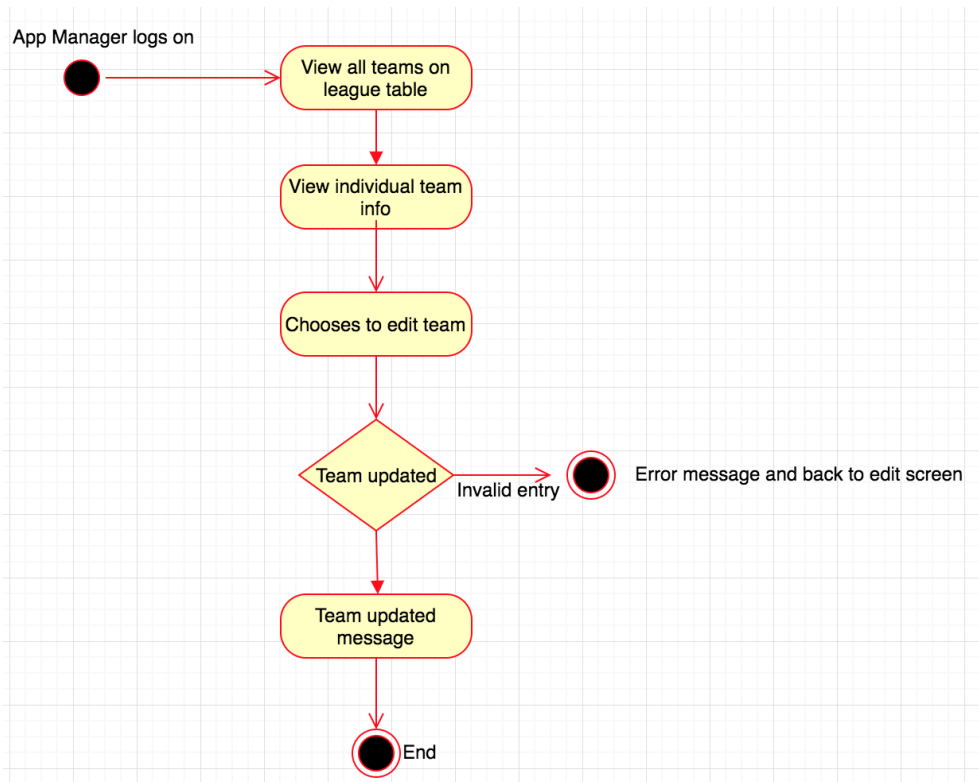 App Manager logs on
View all teams on
league table
View individual team
info
Chooses to edit team
Team updated
Invalid entry
Error message and back to edit screen
Team updated
message
End